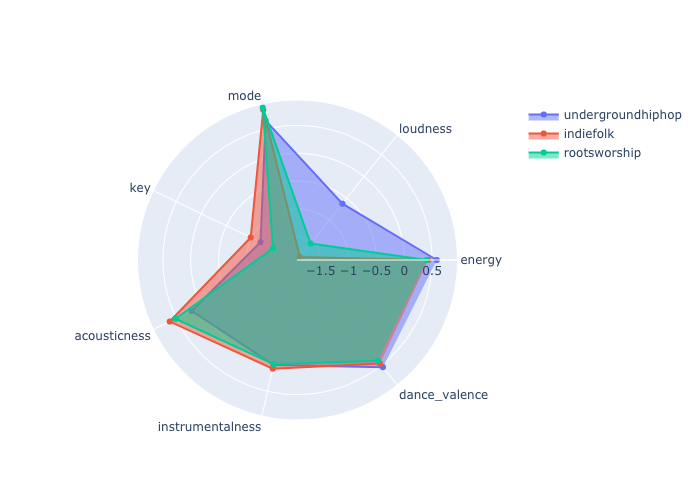 mode
loudness
undergroundhiphop
indiefolk
rootsworship
key
energy
−1.5 −1 −0.5 0 0.5
acousticness
dance_valence
instrumentalness